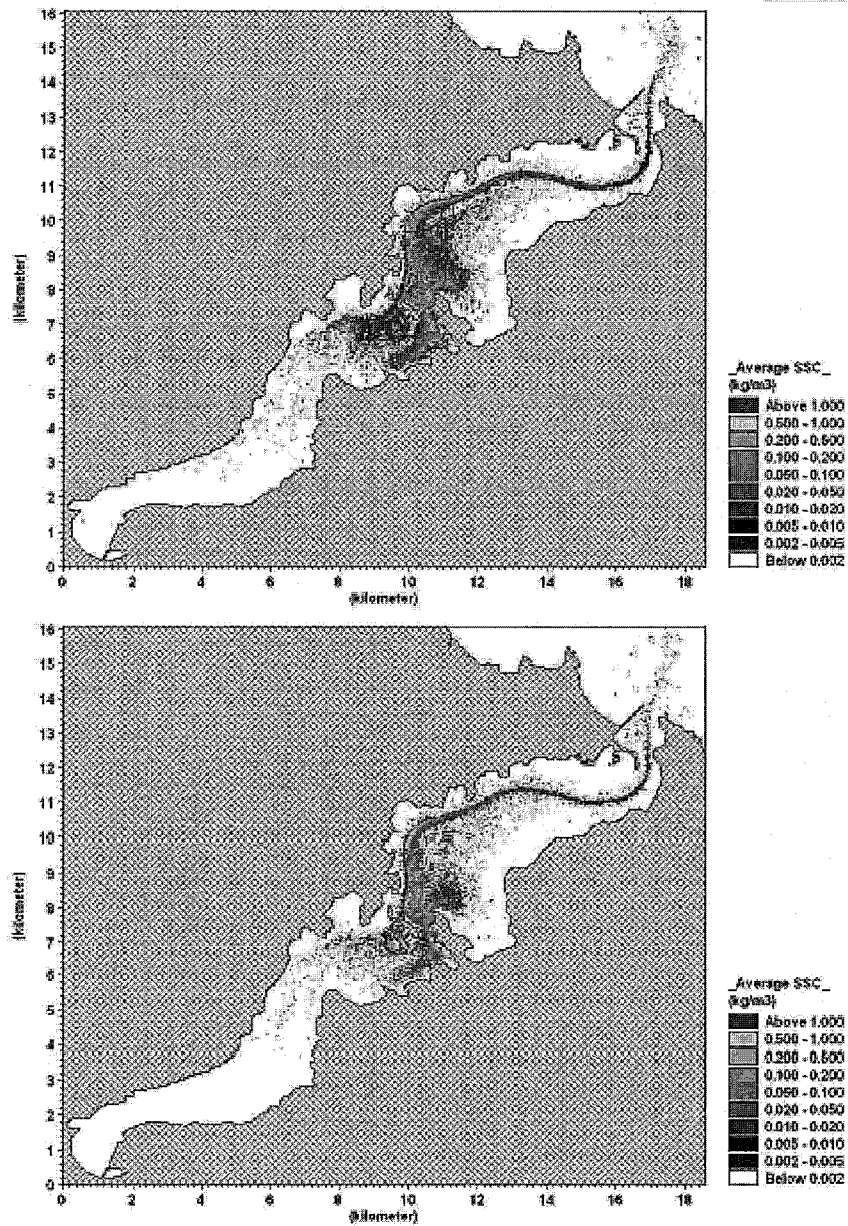 16
15
14
13
12
11
10
9
8
7
6
5
4
3
2
1
0
(kilometer)
0 2 4 6 8 10 12 14 16 18
(kilometer)
_Average SSC_
(kg/m3)
Above 1.000
0.500 - 1.000
0.200 - 0.500
0.100 - 0.200
0.050 - 0.100
0.020 - 0.050
0.010 - 0.020
0.005 - 0.010
0.002 - 0.005
Below 0.002
16
15
14
13
12
11
10
9
8
7
6
5
4
3
2
1
0
(kilometer)
0 2 4 6 8 10 12 14 16 18
(kilometer)
_Average SSC_
(kg/m3)
Above 1.000
0.500 - 1.000
0.200 - 0.500
0.100 - 0.200
0.050 - 0.100
0.020 - 0.050
0.010 - 0.020
0.005 - 0.010
0.002 - 0.005
Below 0.002